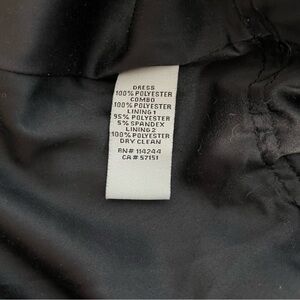 DRESS
100% POLYESTER
COMBO
100% POLYESTER
LINING 1
95% POLYESTER
5% SPANDEX
LINING 2
100% POLYESTER
DRY CLEAN
RN# 114244
CA # 57151